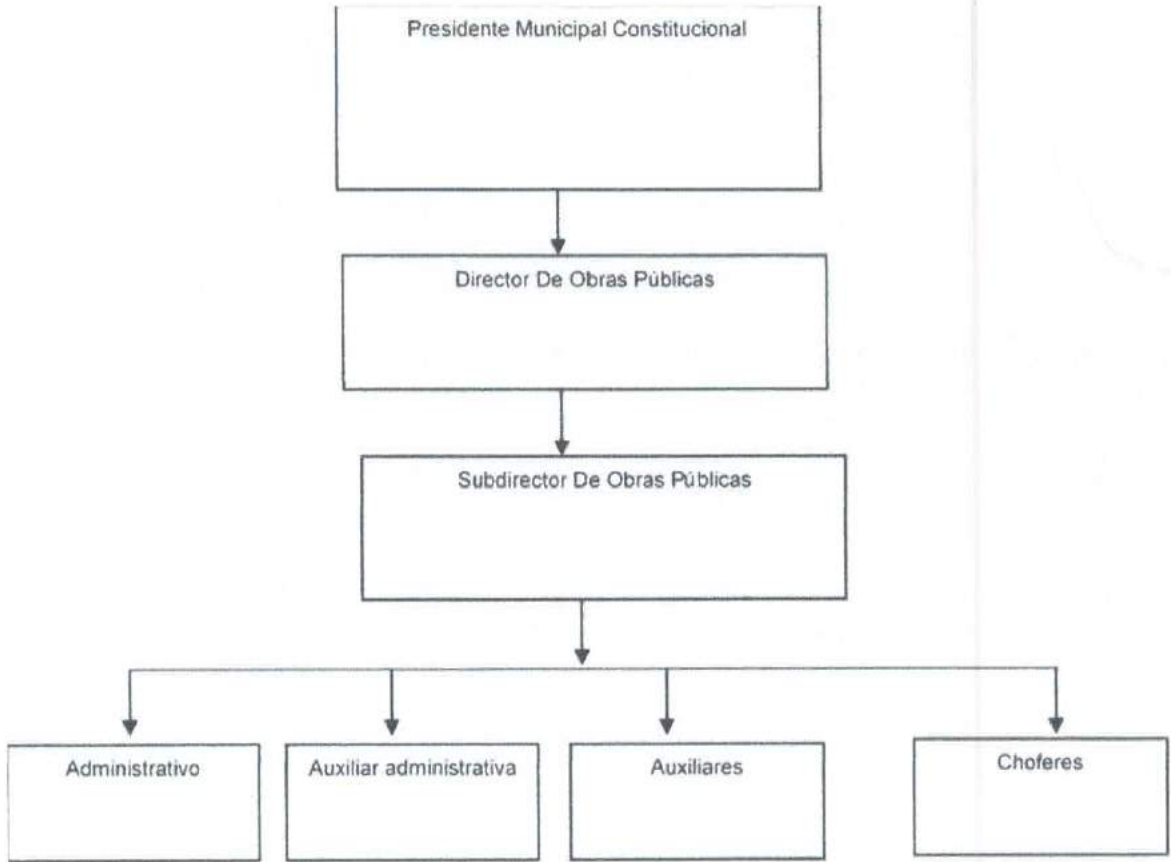 Presidente Municipal Constitucional
Director De Obras Públicas
Subdirector De Obras Públicas
Administrativo
Auxiliar administrativa
Auxiliares
Choferes